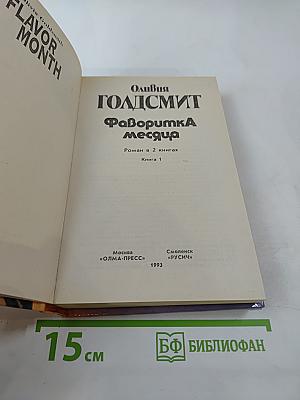 FLAVOR
MONTH
Оливия
ГОЛДСМИТ
ФавориткА
месяца
Роман в 2 книгах
Книга 1
Москва
«ОЛМА-ПРЕСС»
Смоленск
«РУСИЧ»
1993
15 см
БФ БИБЛИОФАН